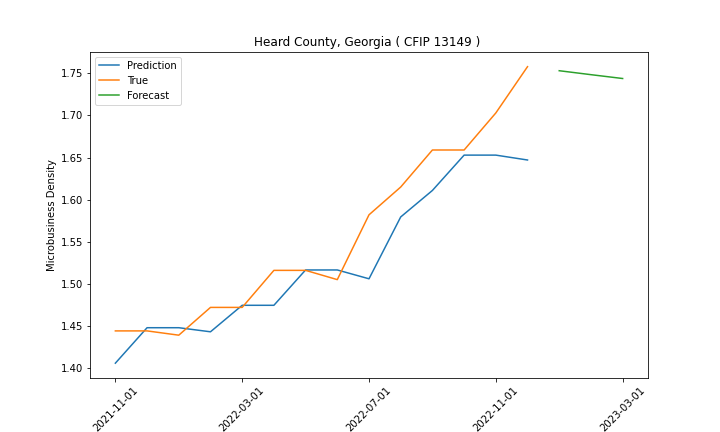 Heard County, Georgia ( CFIP 13149 )
Prediction
True
Forecast
Microbusiness Density
1.75
1.70
1.65
1.60
1.55
1.50
1.45
1.40
2021-11-01
2022-03-01
2022-07-01
2022-11-01
2023-03-01